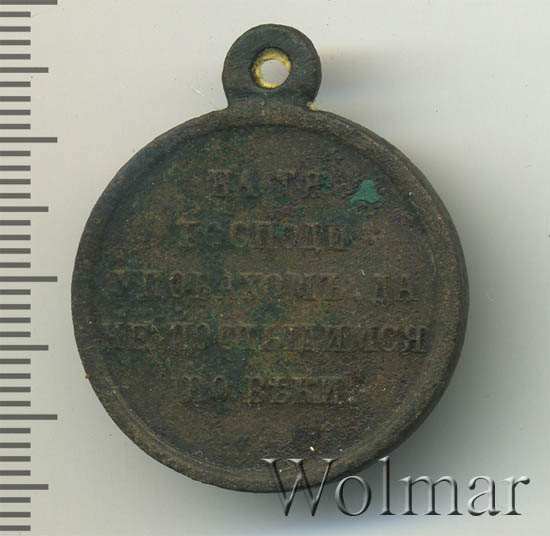 НА ТЯ
ГОСПОДИ
УПОВАХОМЪ, ДА
НЕ ПОСТЫДИМСЯ
ВО ВѢКИ
Wolmar